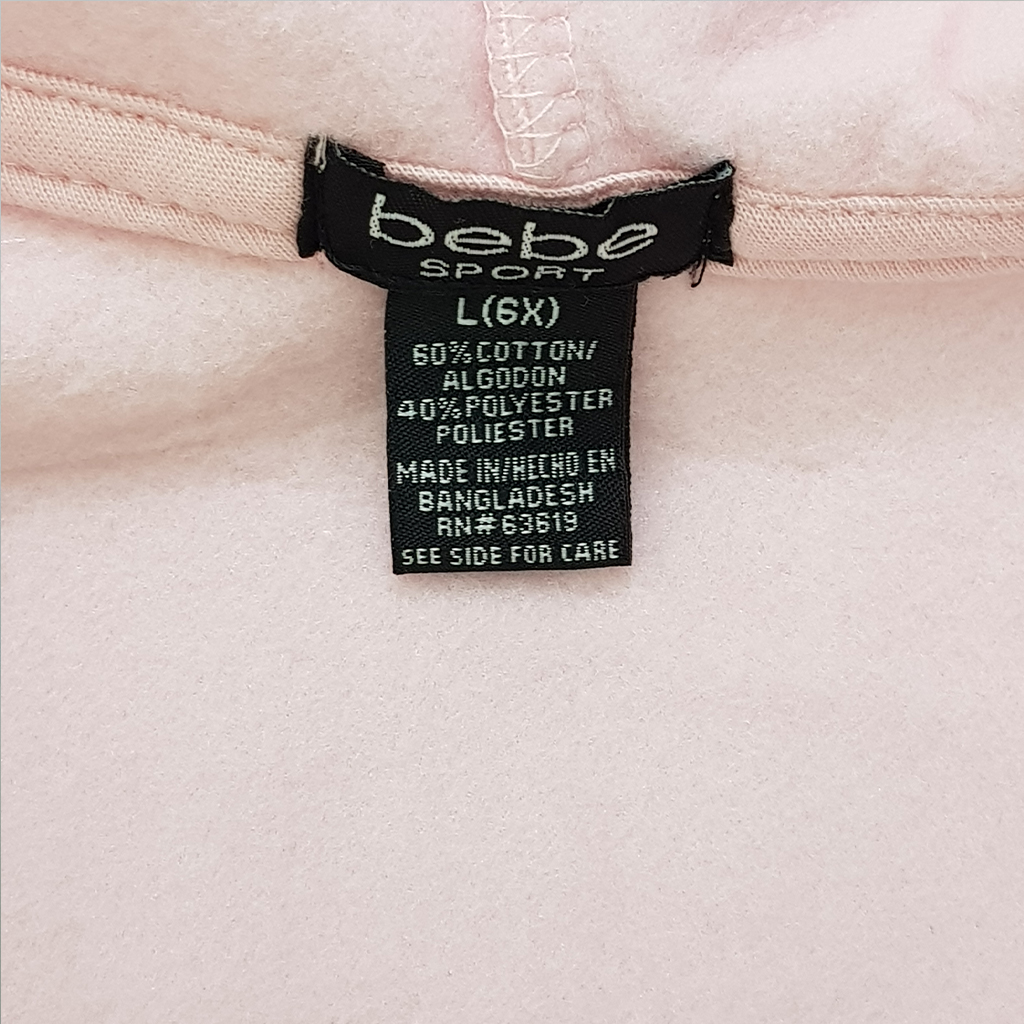 bebe
SPORT
L(6X)
60% COTTON/
ALGODON
40% POLYESTER
POLIESTER
MADE IN/HECHO EN
BANGLADESH
RN# 63619
SEE SIDE FOR CARE